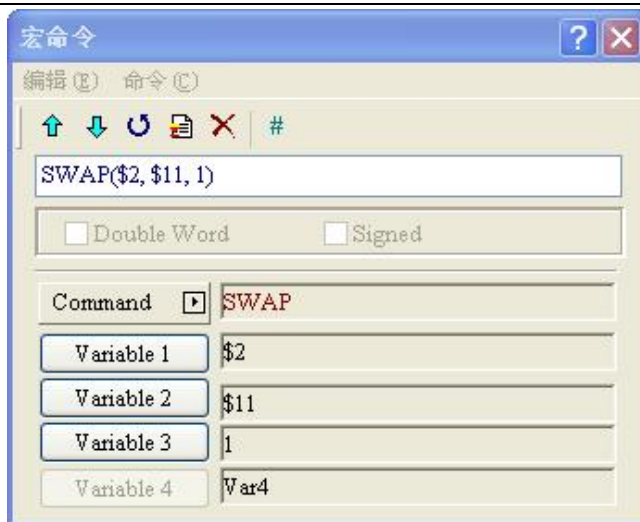 宏命令
编辑(E) 命令(C)
#
SWAP($2, $11, 1)
Double Word Signed
Command SWAP
Variable 1 $2
Variable 2 $11
Variable 3 1
Variable 4 Var4